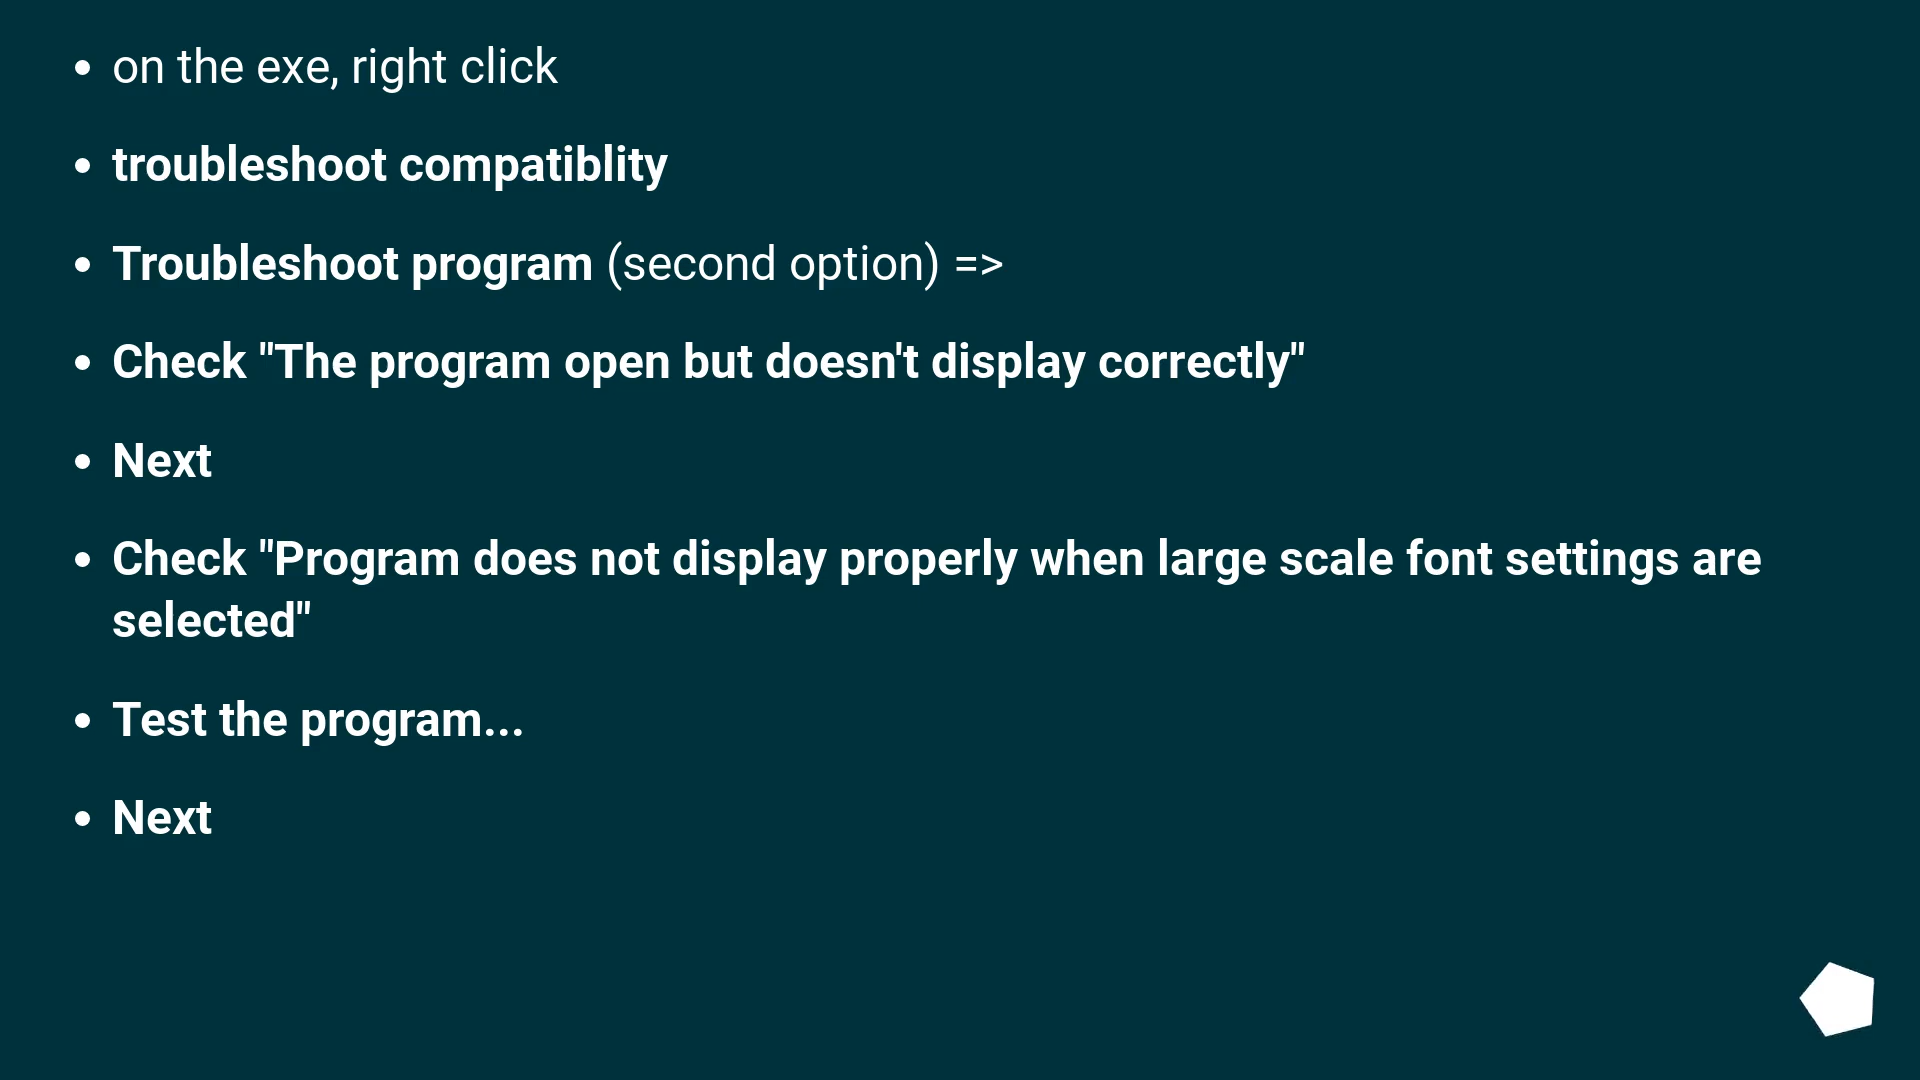 on the exe, right click
troubleshoot compatiblity
Troubleshoot program (second option) =>
Check "The program open but doesn't display correctly"
Next
Check "Program does not display properly when large scale font settings are
selected"
Test the program...
Next